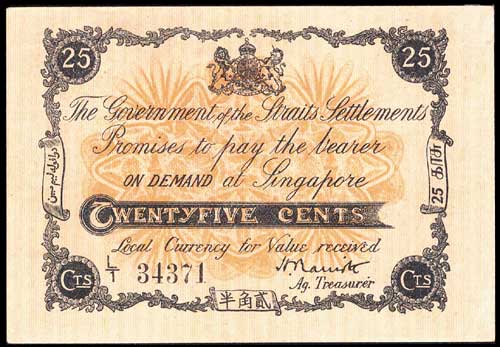 25
25
The Government of the Straits Settlements
Promises to pay the bearer
ON DEMAND at Singapore
TWENTYFIVE CENTS
Local Currency for Value received
34371
Ag. Treasurer
25 காசு
CTS
貳角半
CTS